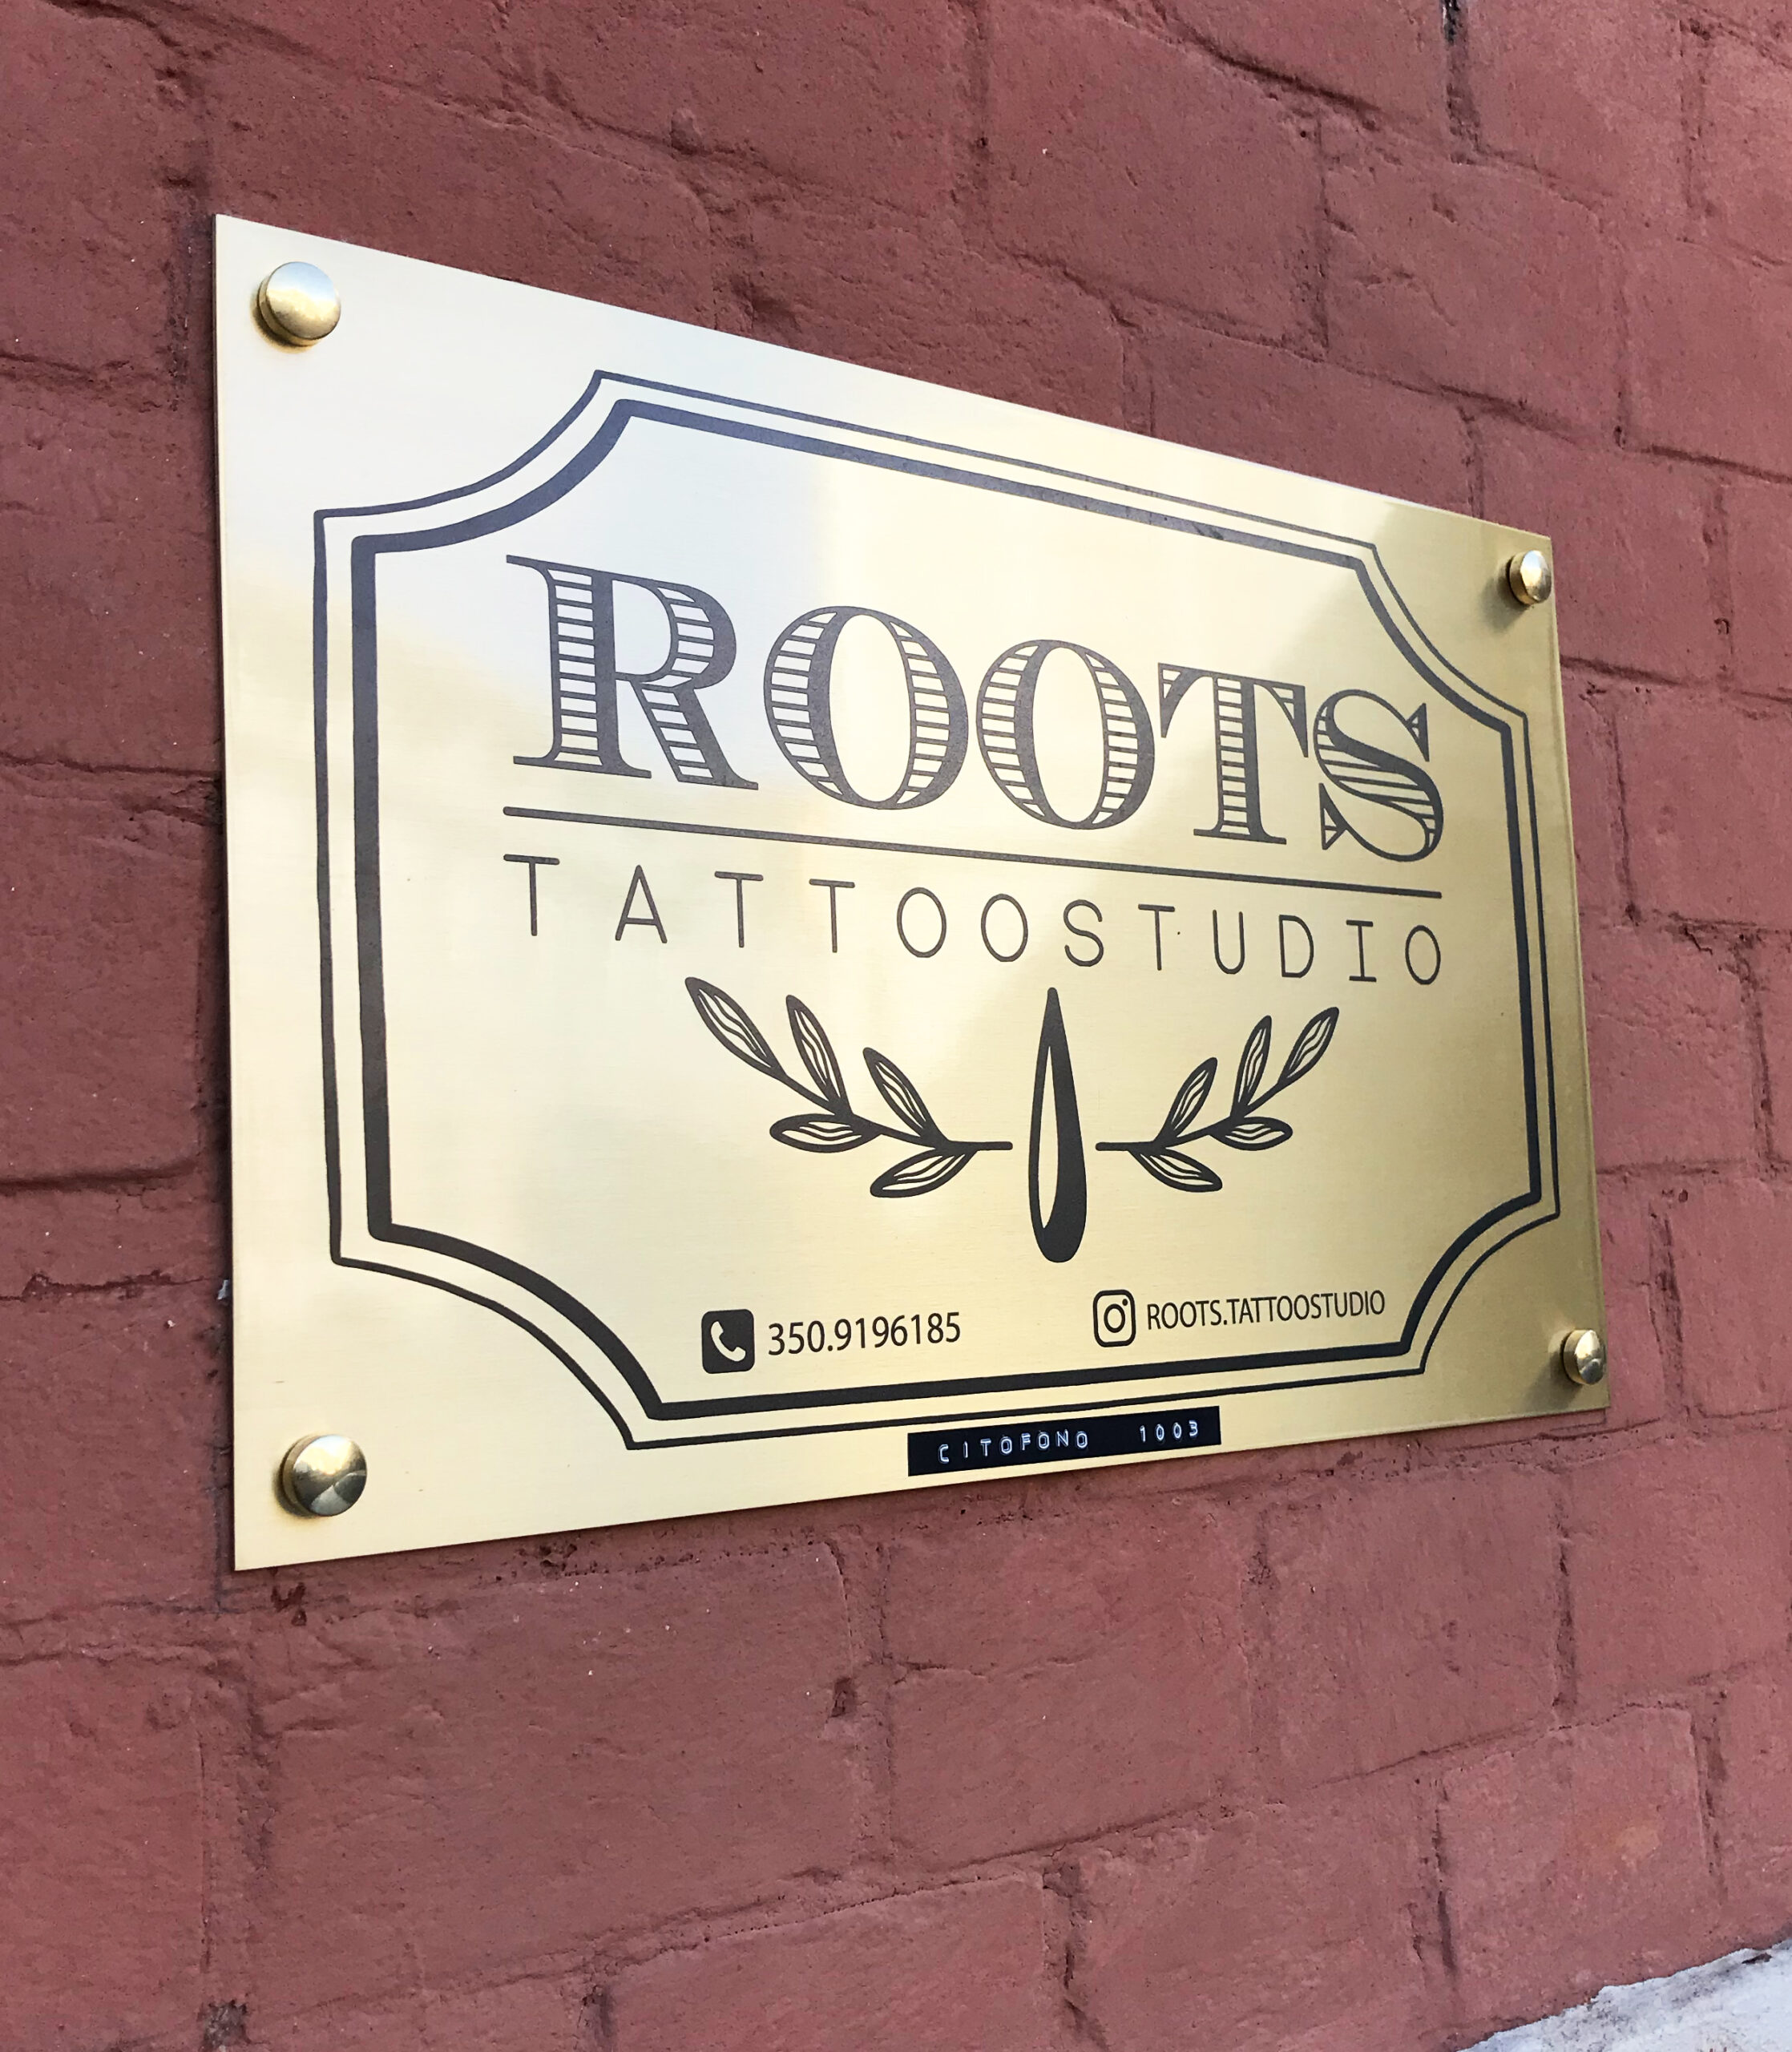 ROOTS
TATTOOSTUDIO
350.9196185
ROOTS.TATTOOSTUDIO
CITOFONO 1003